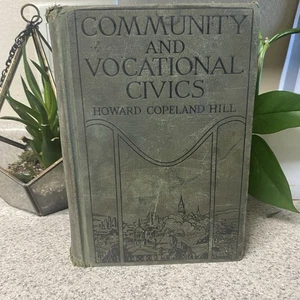 COMMUNITY
AND
VOCATIONAL
CIVICS
HOWARD COPELAND HILL